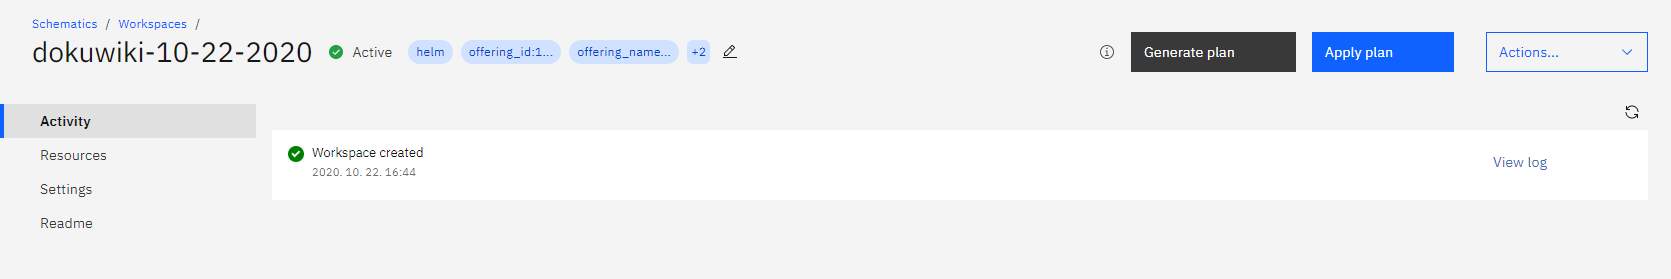 Schematics / Workspaces /
dokuwiki-10-22-2020 Active helm offering_id:1... offering_name... +2 Generate plan Apply plan Actions...
Activity
Resources
Settings
Readme
Workspace created
2020. 10. 22. 16:44
View log